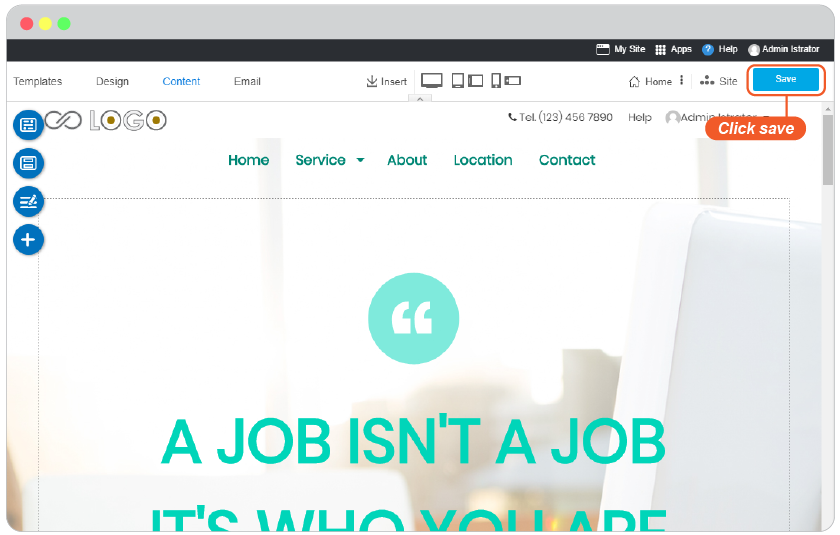 My Site Apps ? Help Admin Istrator
Templates Design Content Email Insert Home Site Save
Click save
LOGO Tel. (123) 456 7890 Help Admin Istrator
Home Service About Location Contact
“
A JOB ISN'T A JOB
IT'S WHO YOU ARE